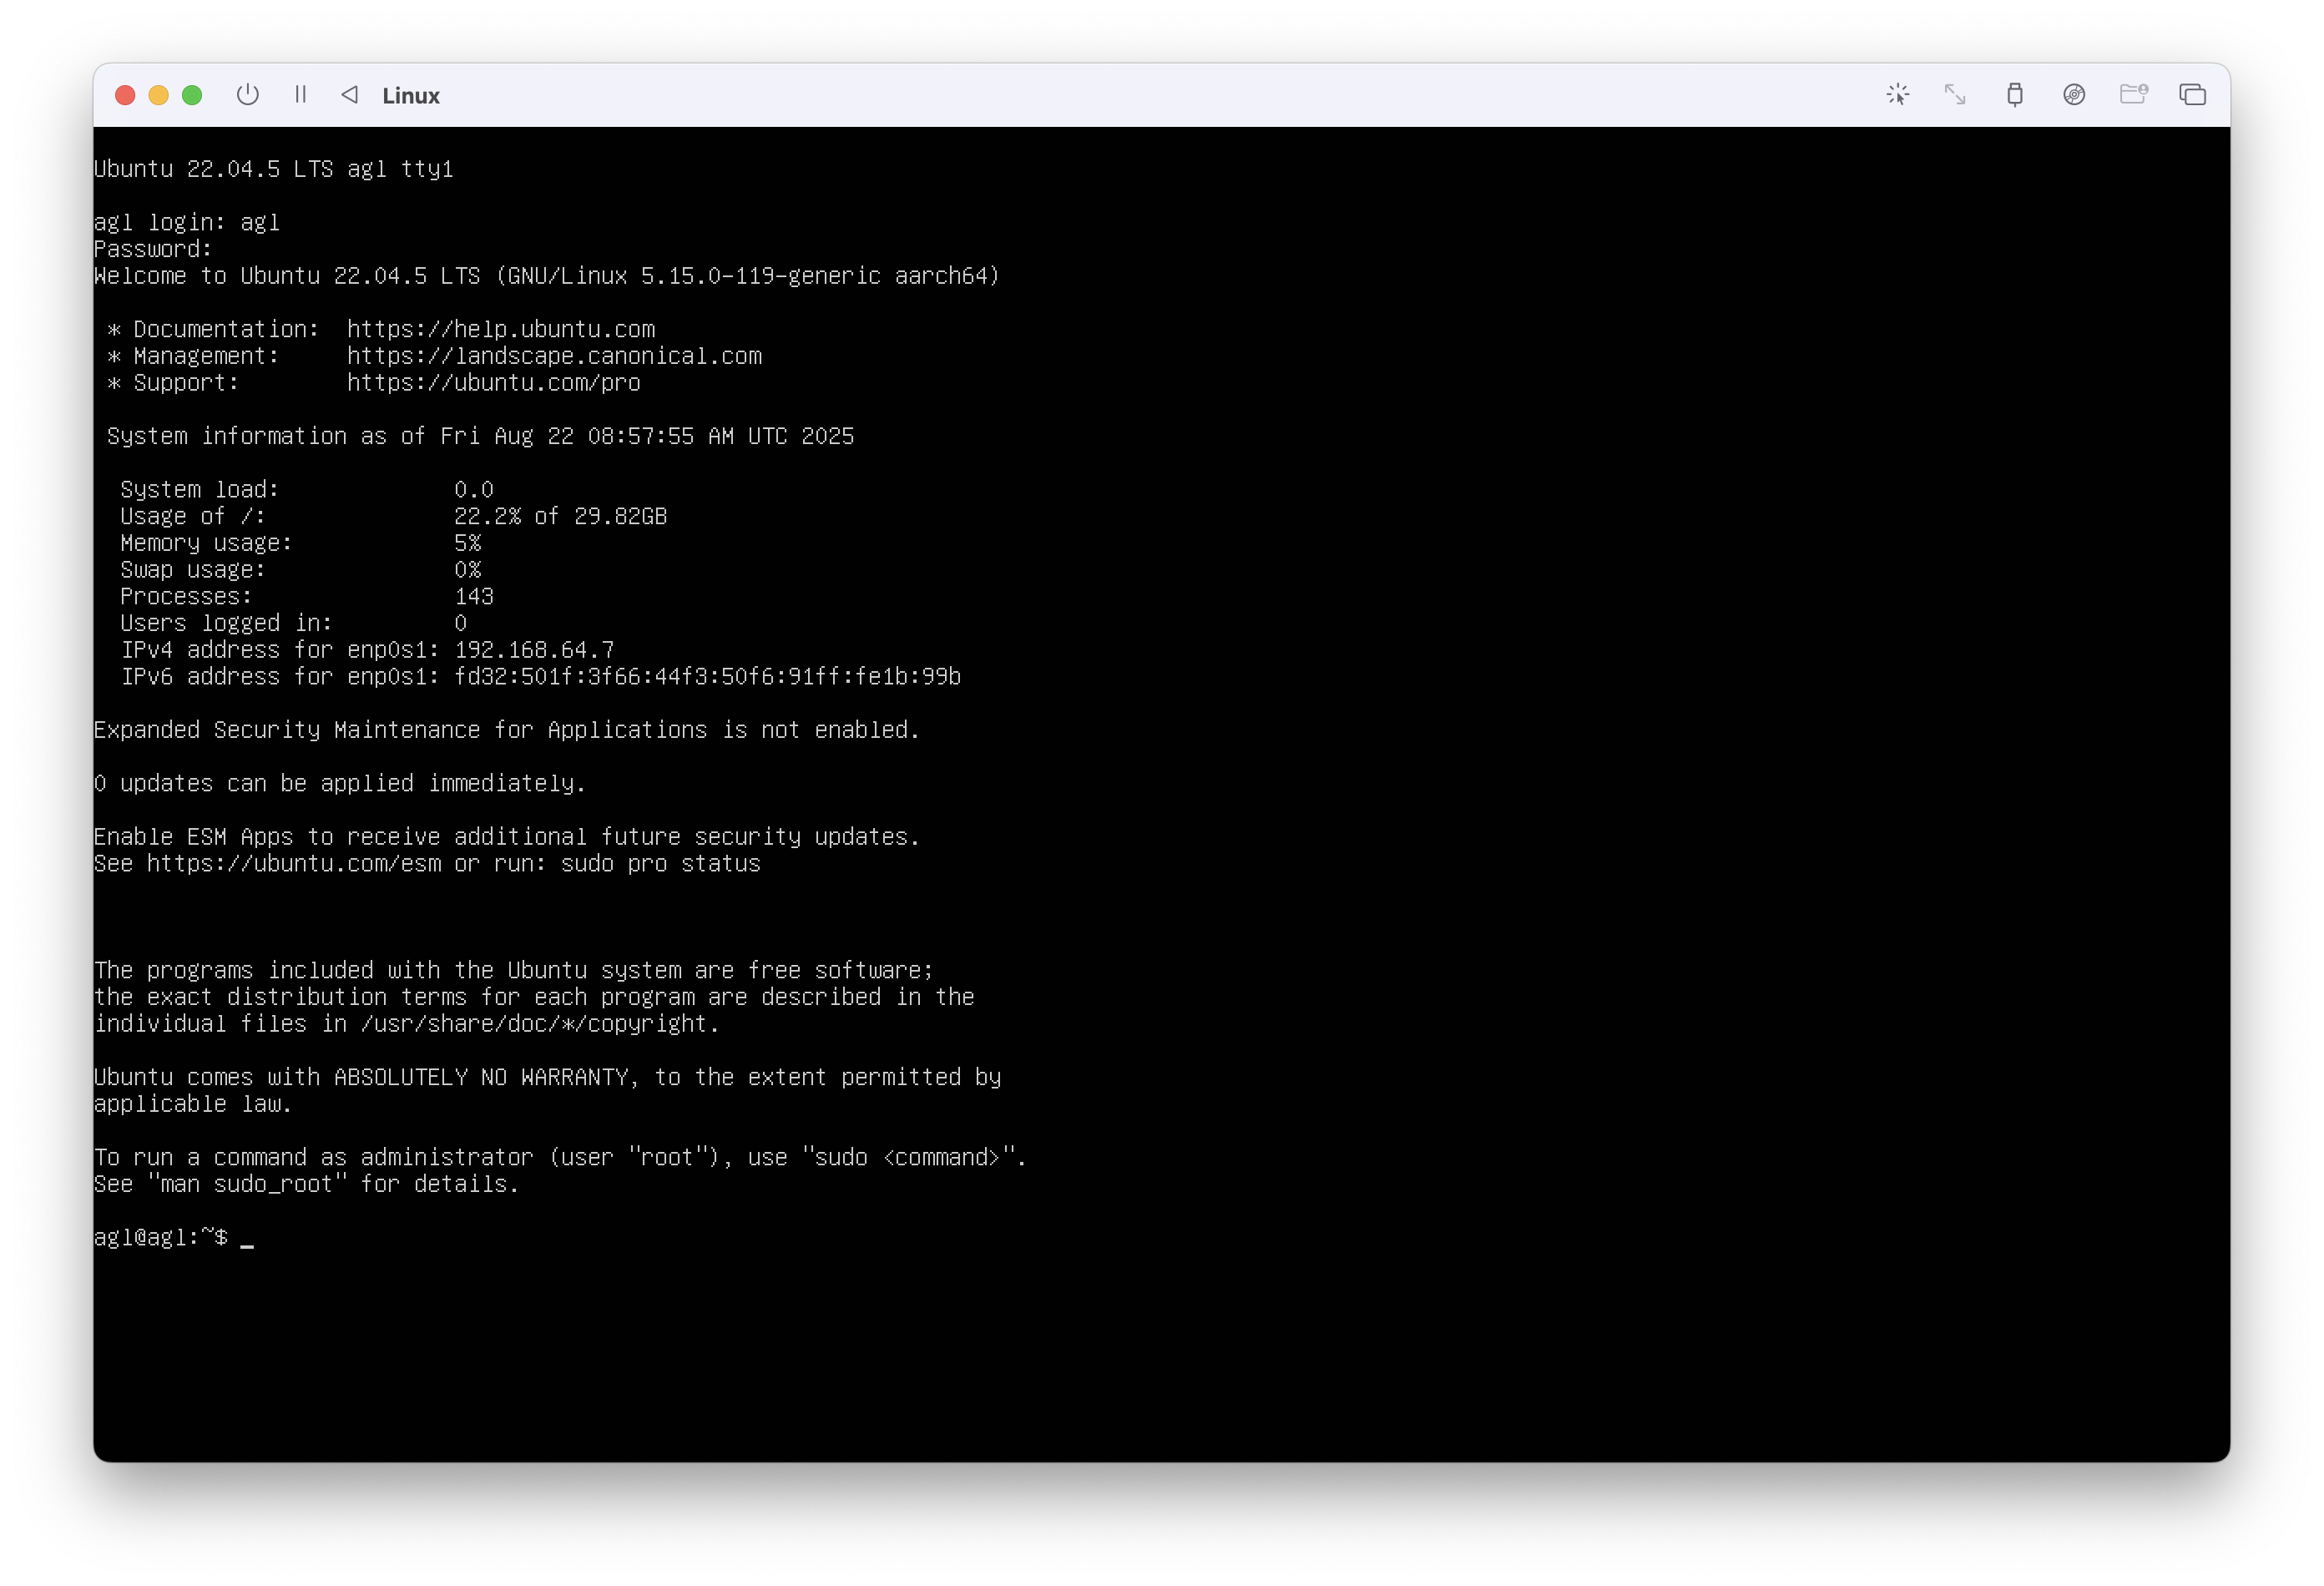 Linux
Ubuntu 22.04.5 LTS agl tty1
agl login: agl
Password:
Welcome to Ubuntu 22.04.5 LTS (GNU/Linux 5.15.0-119-generic aarch64)
* Documentation:  https://help.ubuntu.com
* Management:     https://landscape.canonical.com
* Support:        https://ubuntu.com/pro
System information as of Fri Aug 22 08:57:55 AM UTC 2025
System load:             0.0
Usage of /:              22.2% of 29.82GB
Memory usage:            5%
Swap usage:              0%
Processes:               143
Users logged in:         0
IPv4 address for enp0s1: 192.168.64.7
IPv6 address for enp0s1: fd32:501f:3f66:44f3:50f6:91ff:fe1b:99b
Expanded Security Maintenance for Applications is not enabled.
0 updates can be applied immediately.
Enable ESM Apps to receive additional future security updates.
See https://ubuntu.com/esm or run: sudo pro status
The programs included with the Ubuntu system are free software;
the exact distribution terms for each program are described in the
individual files in /usr/share/doc/*/copyright.
Ubuntu comes with ABSOLUTELY NO WARRANTY, to the extent permitted by
applicable law.
To run a command as administrator (user "root"), use "sudo <command>".
See "man sudo_root" for details.
agl@agl:~$ _